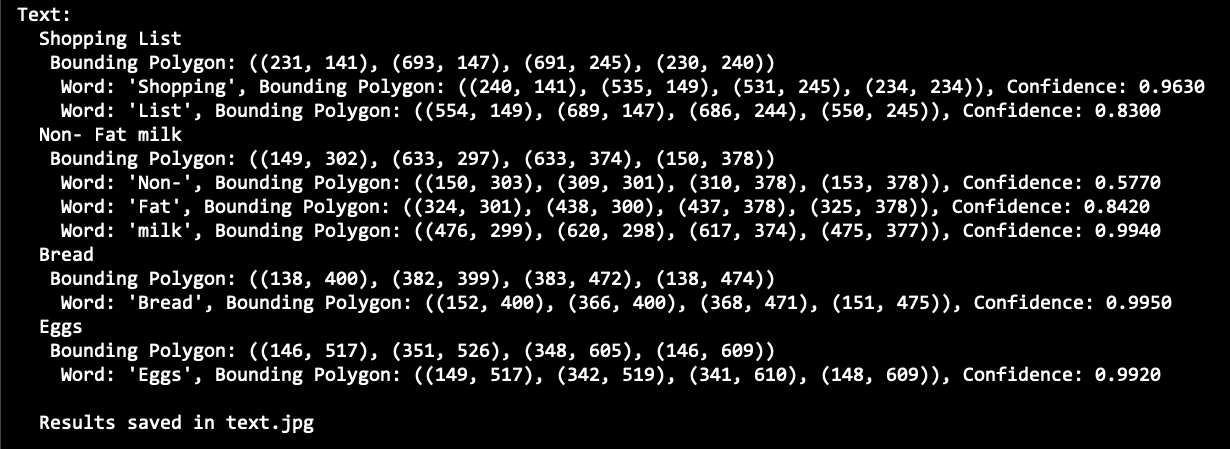 Text:
Shopping List
Bounding Polygon: ((231, 141), (693, 147), (691, 245), (230, 240))
Word: 'Shopping', Bounding Polygon: ((240, 141), (535, 149), (531, 245), (234, 234)), Confidence: 0.9630
Word: 'List', Bounding Polygon: ((554, 149), (689, 147), (686, 244), (550, 245)), Confidence: 0.8300
Non- Fat milk
Bounding Polygon: ((149, 302), (633, 297), (633, 374), (150, 378))
Word: 'Non-', Bounding Polygon: ((150, 303), (309, 301), (310, 378), (153, 378)), Confidence: 0.5770
Word: 'Fat', Bounding Polygon: ((324, 301), (438, 300), (437, 378), (325, 378)), Confidence: 0.8420
Word: 'milk', Bounding Polygon: ((476, 299), (620, 298), (617, 374), (475, 377)), Confidence: 0.9940
Bread
Bounding Polygon: ((138, 400), (382, 399), (383, 472), (138, 474))
Word: 'Bread', Bounding Polygon: ((152, 400), (366, 400), (368, 471), (151, 475)), Confidence: 0.9950
Eggs
Bounding Polygon: ((146, 517), (351, 526), (348, 605), (146, 609))
Word: 'Eggs', Bounding Polygon: ((149, 517), (342, 519), (341, 610), (148, 609)), Confidence: 0.9920
Results saved in text.jpg